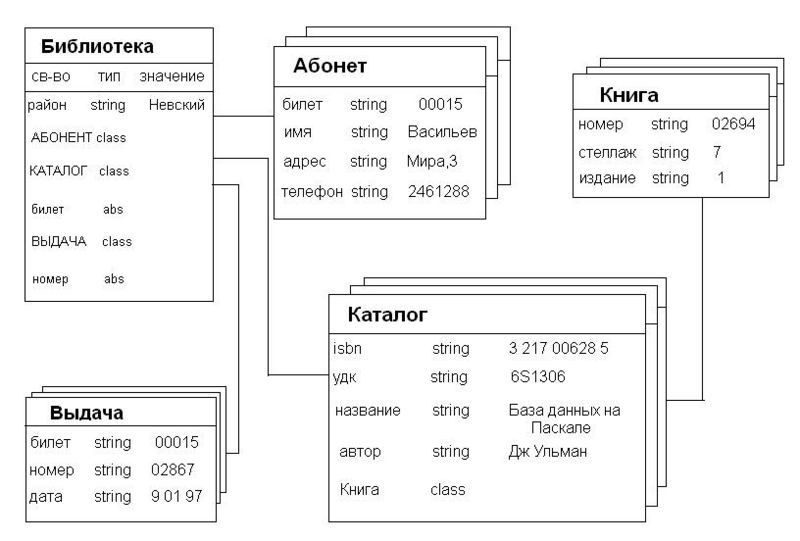 Библиотека
св-во тип значение
район string Невский
АБОНЕНТ class
КАТАЛОГ class
билет abs
ВЫДАЧА class
номер abs
Абонет
билет string 00015
имя string Васильев
адрес string Мира,3
телефон string 2461288
Книга
номер string 02694
стеллаж string 7
издание string 1
Каталог
isbn string 3 217 00628 5
удк string 6S1306
название string База данных на
Паскале
автор string Дж Ульман
Книга class
Выдача
билет string 00015
номер string 02867
дата string 9 01 97